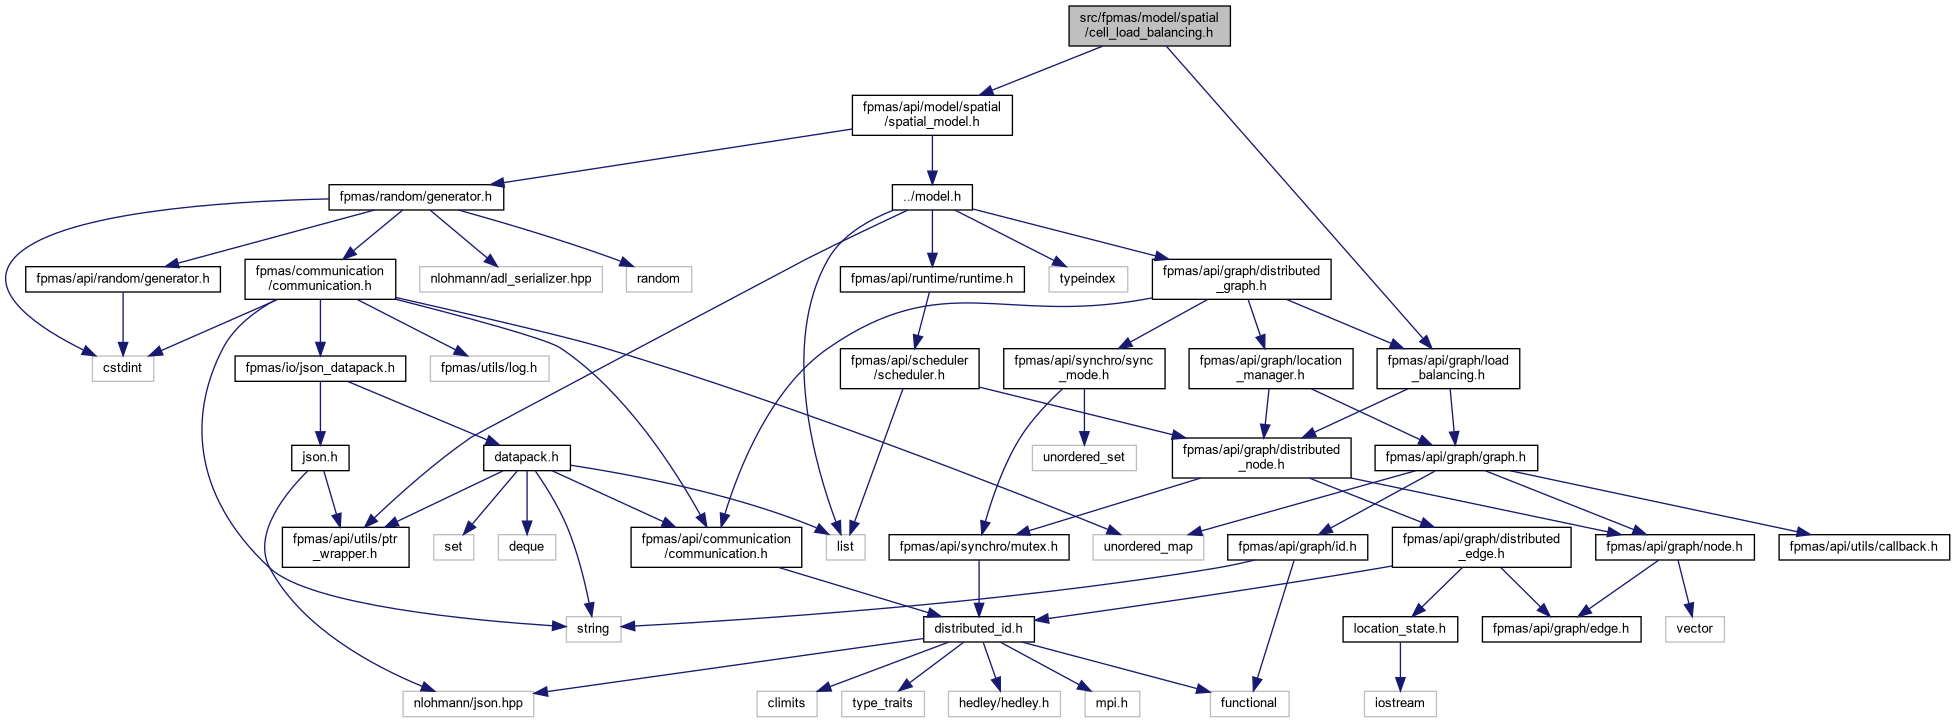 src/fpmas/model/spatial
/cell_load_balancing.h
fpmas/api/model/spatial
/spatial_model.h
fpmas/random/generator.h
../model.h
fpmas/api/random/generator.h
fpmas/communication
/communication.h
nlohmann/adl_serializer.hpp
random
fpmas/api/runtime/runtime.h
typeindex
fpmas/api/graph/distributed
_graph.h
cstdint
fpmas/io/json_datapack.h
fpmas/utils/log.h
fpmas/api/scheduler
/scheduler.h
fpmas/api/synchro/sync
_mode.h
fpmas/api/graph/location
_manager.h
fpmas/api/graph/load
_balancing.h
json.h
datapack.h
unordered_set
fpmas/api/graph/distributed
_node.h
fpmas/api/graph/graph.h
fpmas/api/utils/ptr
_wrapper.h
set
deque
fpmas/api/communication
/communication.h
list
fpmas/api/synchro/mutex.h
unordered_map
fpmas/api/graph/id.h
fpmas/api/graph/distributed
_edge.h
fpmas/api/graph/node.h
fpmas/api/utils/callback.h
string
distributed_id.h
location_state.h
fpmas/api/graph/edge.h
vector
nlohmann/json.hpp
climits
type_traits
hedley/hedley.h
mpi.h
functional
iostream